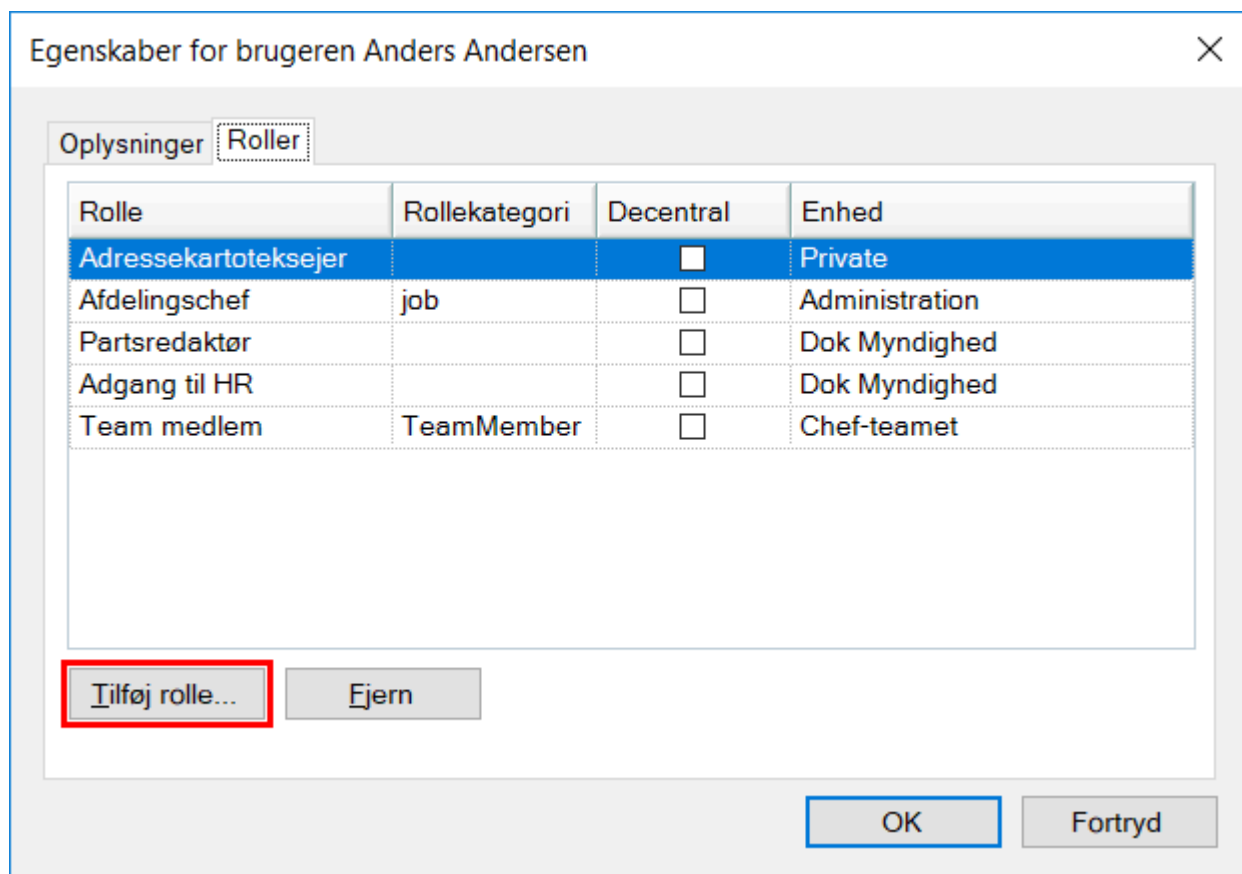 Egenskaber for brugeren Anders Andersen
Oplysninger Roller
Rolle Rollekategori Decentral Enhed
Adressekartoteksejer Private
Afdelingschef job Administration
Partsredaktør Dok Myndighed
Adgang til HR Dok Myndighed
Team medlem TeamMember Chef-teamet
Tilføj rolle... Fjern
OK Fortryd